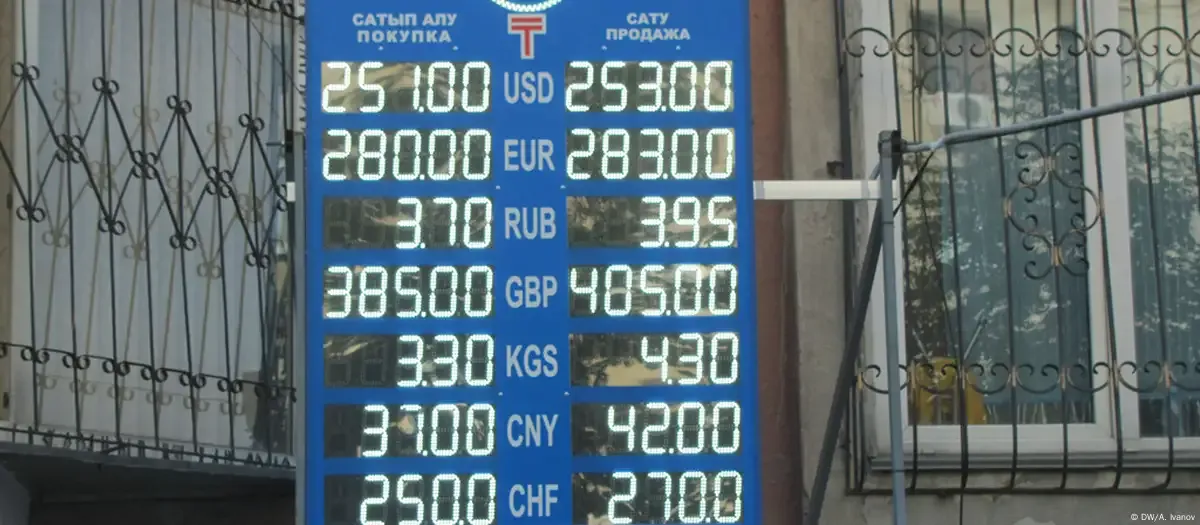 САТЫП АЛУ
ПОКУПКА
САТУ
ПРОДАЖА
251.00 USD 253.00
280.00 EUR 283.00
3.70 RUB 3.95
385.00 GBP 405.00
3.30 KGS 4.30
37.00 CNY 42.00
250.0 CHF 270.0
© DW/A. Ivanov